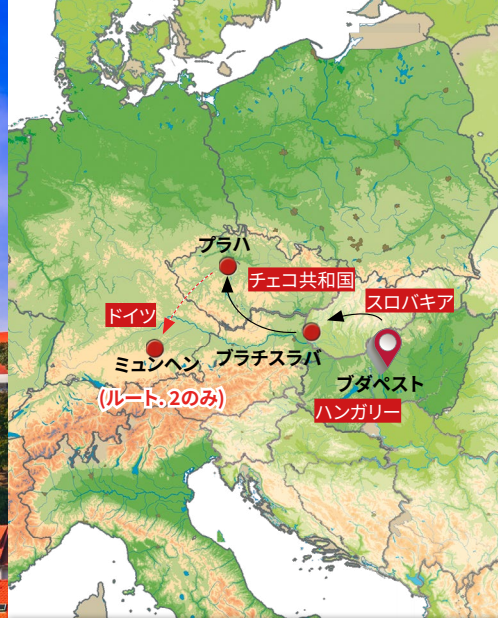 プラハ
チェコ共和国
スロバキア
ドイツ
ミュンヘン
ブラチスラバ
ブダペスト
(ルート. 2のみ)
ハンガリー